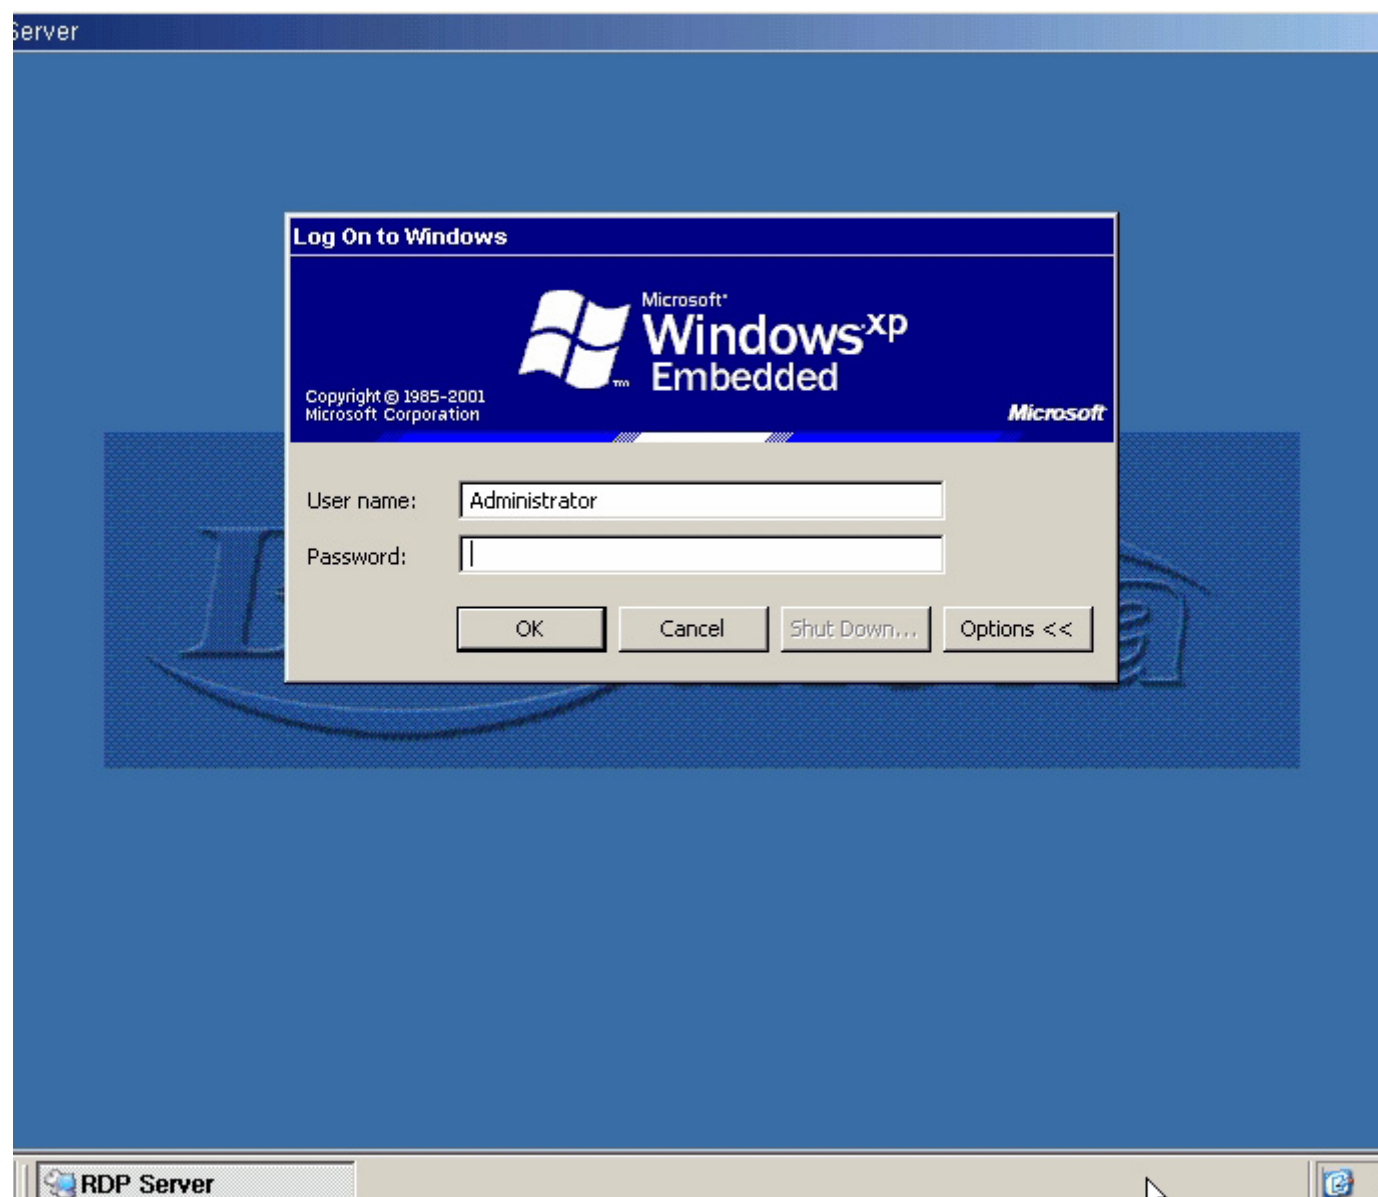 Server
Log On to Windows
Microsoft®
Windows xp
Embedded
Copyright © 1985-2001
Microsoft Corporation
Microsoft
User name:
Administrator
Password:
OK
Cancel
Shut Down...
Options <<
RDP Server